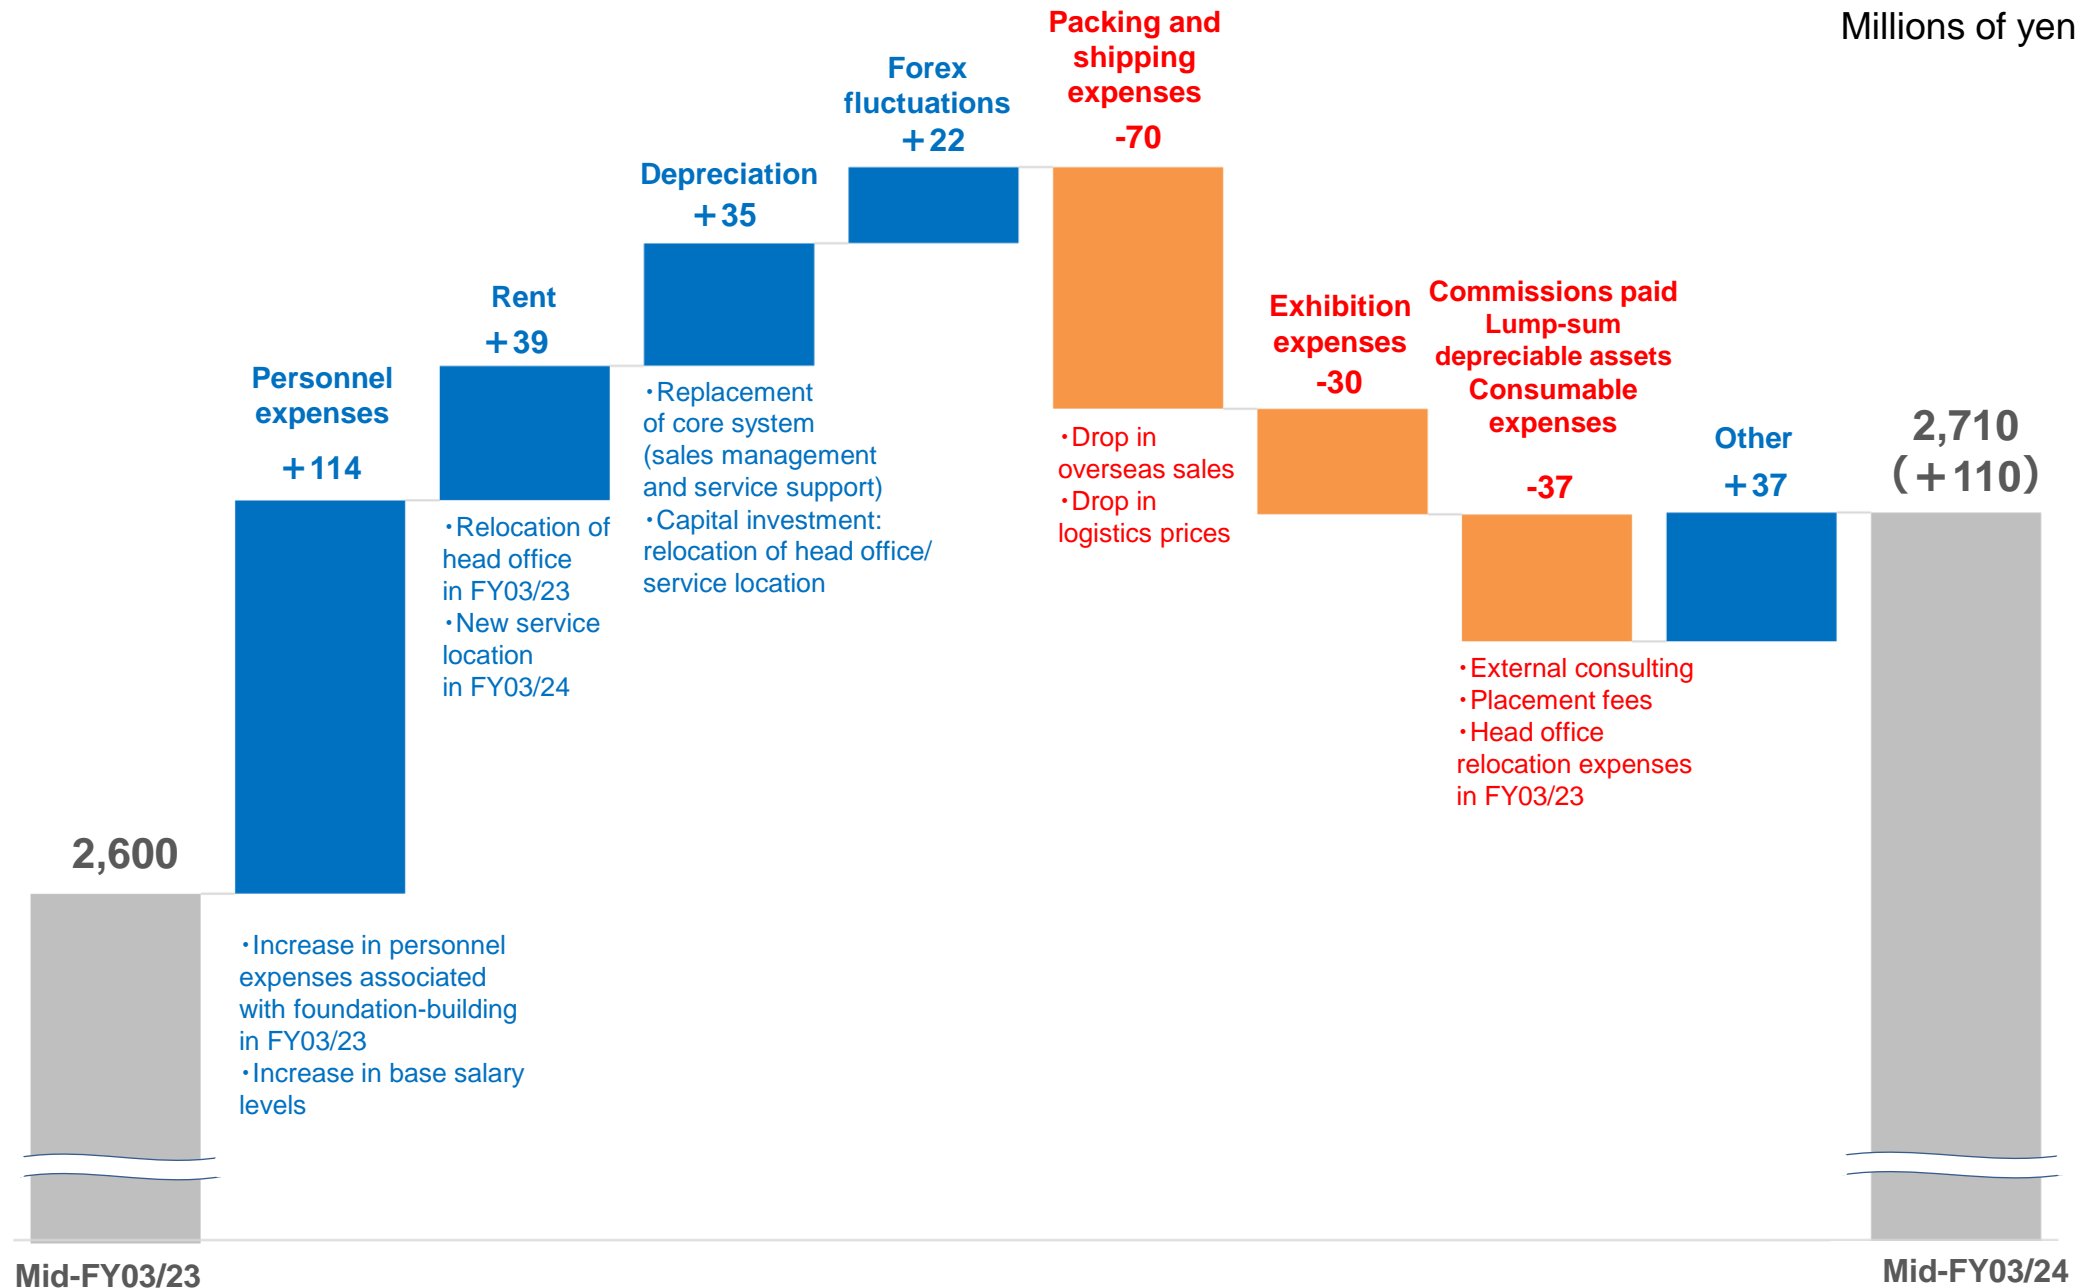 Millions of yen
Packing and
shipping
expenses
-70
Forex
fluctuations
＋22
Depreciation
＋35
Rent
＋39
Personnel
expenses
＋114
Exhibition
expenses
-30
Commissions paid
Lump-sum
depreciable assets
Consumable
expenses
-37
Other
＋37
2,710
(＋110)
2,600
・Increase in personnel
expenses associated
with foundation-building
in FY03/23
・Increase in base salary
levels
・Relocation of
head office
in FY03/23
・New service
location
in FY03/24
・Replacement
of core system
(sales management
and service support)
・Capital investment:
relocation of head office/
service location
・Drop in
overseas sales
・Drop in
logistics prices
・External consulting
・Placement fees
・Head office
relocation expenses
in FY03/23
Mid-FY03/23
Mid-FY03/24